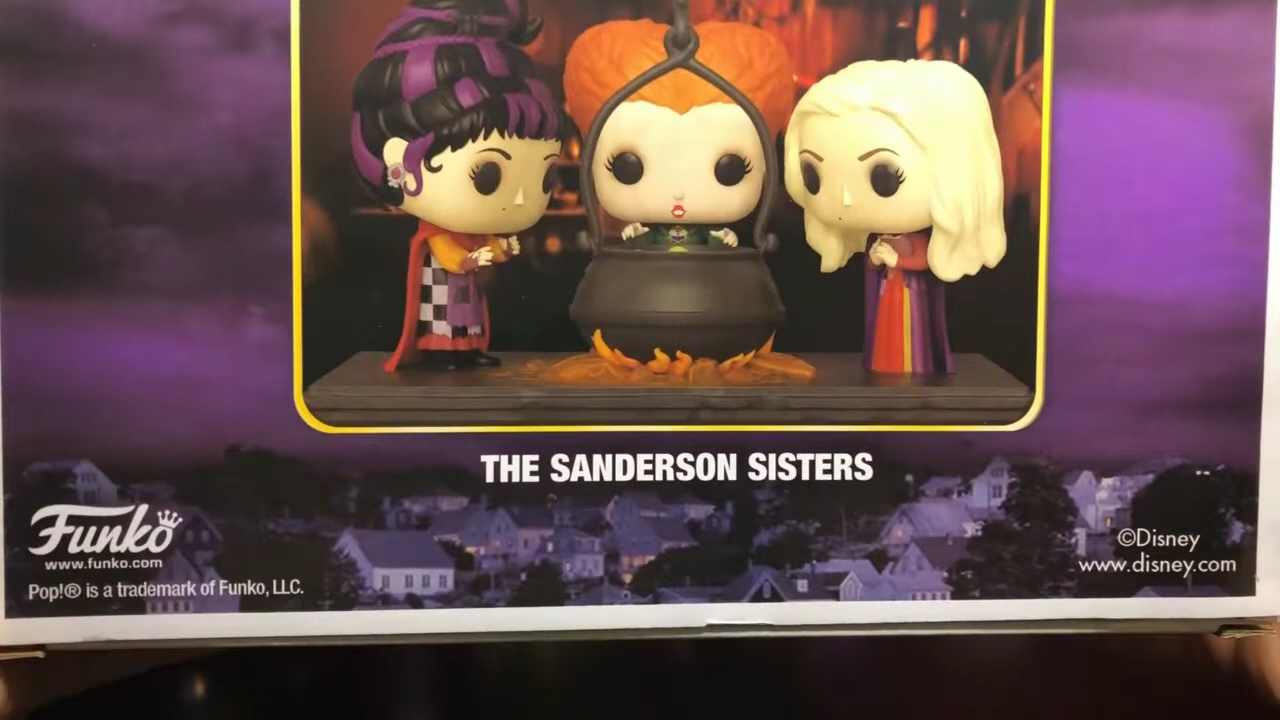 THE SANDERSON SISTERS
Funko
www.funko.com
Pop!® is a trademark of Funko, LLC.
©Disney
www.disney.com